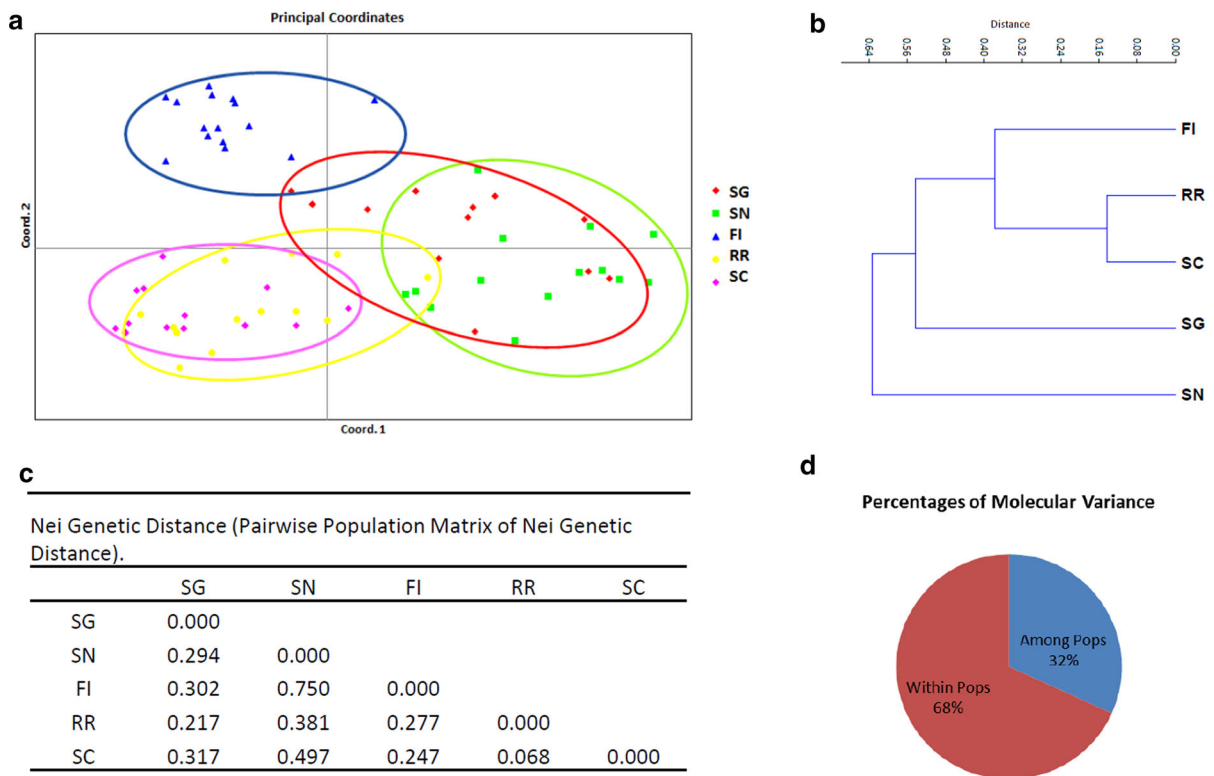 a
Principal Coordinates
Coord. 2
Coord. 1
SG
SN
FI
RR
SC
b
Distance
0.64 0.56 0.48 0.40 0.32 0.24 0.16 0.08 0.00
FI
RR
SC
SG
SN
c
Nei Genetic Distance (Pairwise Population Matrix of Nei Genetic
Distance).
SG SN FI RR SC
SG 0.000
SN 0.294 0.000
FI 0.302 0.750 0.000
RR 0.217 0.381 0.277 0.000
SC 0.317 0.497 0.247 0.068 0.000
d
Percentages of Molecular Variance
Among Pops
32%
Within Pops
68%